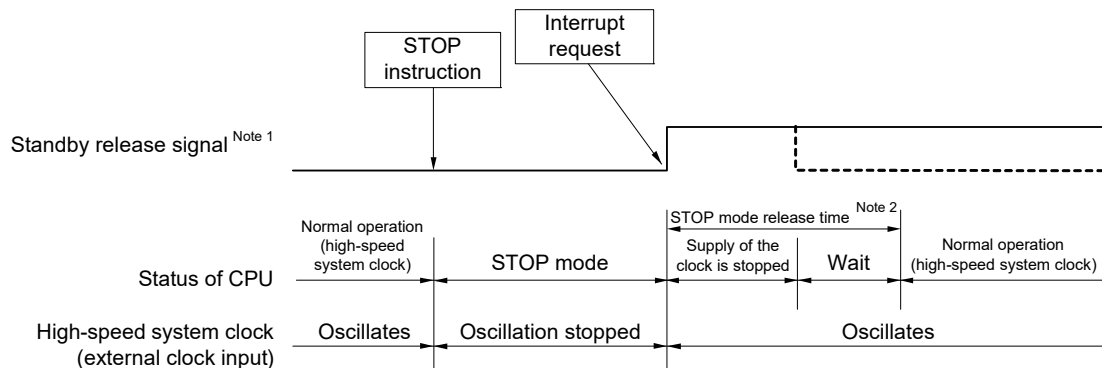 STOP
instruction
Interrupt
request
Standby release signal Note 1
STOP mode release time Note 2
Normal operation
(high-speed
system clock)
Supply of the
clock is stopped
Normal operation
(high-speed system clock)
Status of CPU
STOP mode
Wait
High-speed system clock
(external clock input)
Oscillates
Oscillation stopped
Oscillates